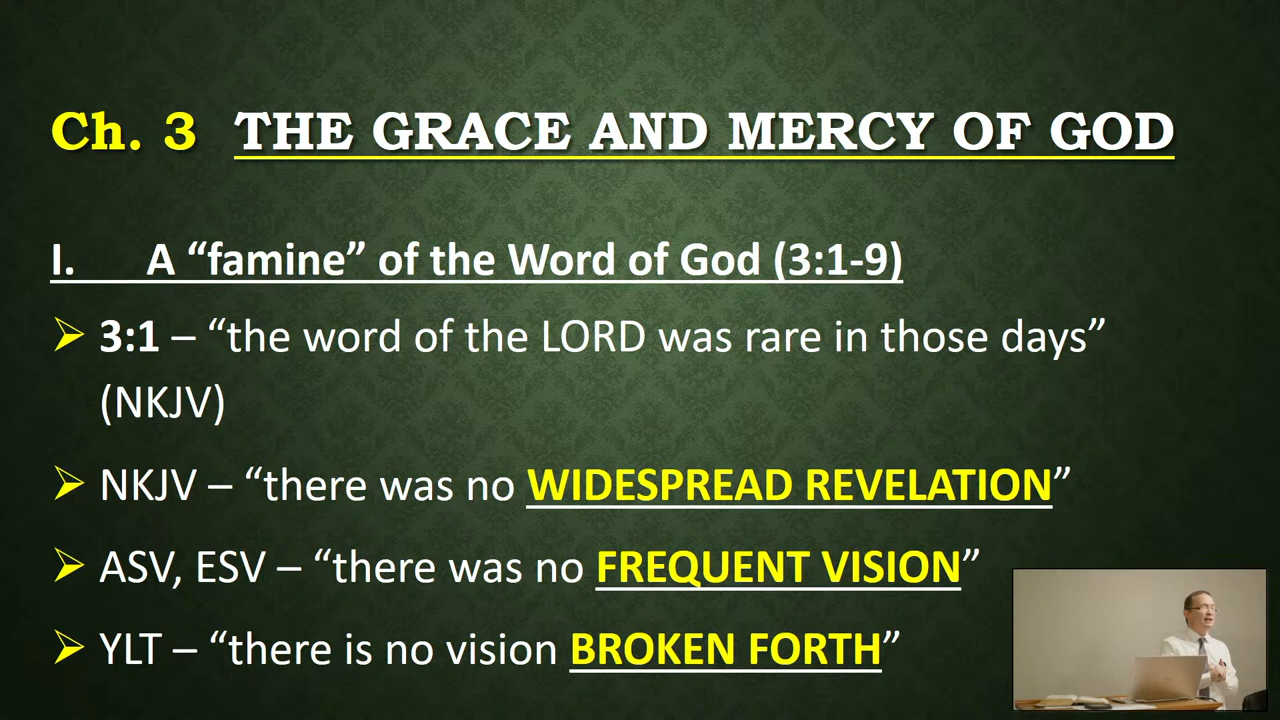 Ch. 3 THE GRACE AND MERCY OF GOD
I. A “famine” of the Word of God (3:1-9)
3:1 – “the word of the LORD was rare in those days”
(NKJV)
NKJV – “there was no WIDESPREAD REVELATION”
ASV, ESV – “there was no FREQUENT VISION”
YLT – “there is no vision BROKEN FORTH”